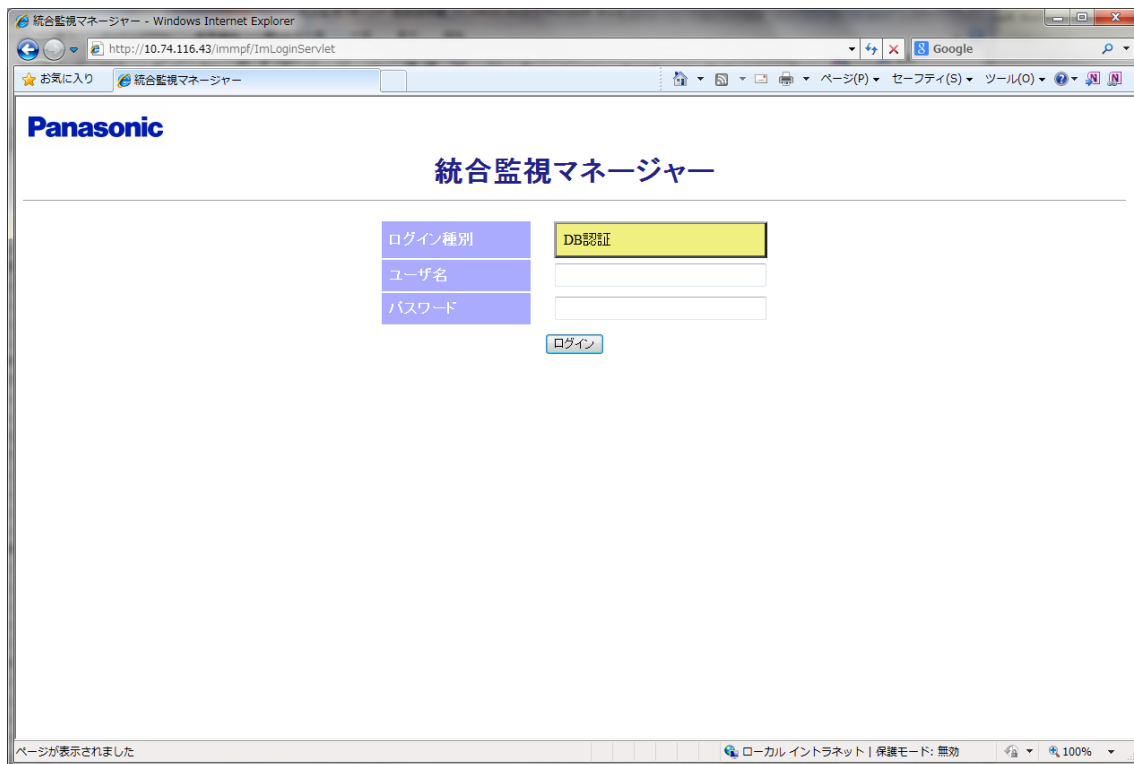 統合監視マネージャー - Windows Internet Explorer
http://10.74.116.43/immpf/ImLoginServlet
Google
お気に入り
統合監視マネージャー
ページ(P)
セーフティ(S)
ツール(O)
Panasonic
統合監視マネージャー
ログイン種別
DB認証
ユーザ名
パスワード
ログイン
ページが表示されました
ローカル イントラネット | 保護モード: 無効
100%